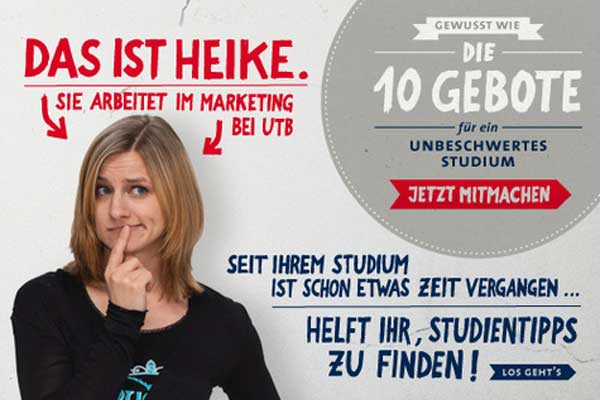 DAS IST HEIKE.
SIE ARBEITET IM MARKETING
BEI UTB
GEWUSST WIE
DIE
10 GEBOTE
für ein
UNBESCHWERTES
STUDIUM
JETZT MITMACHEN
SEIT IHREM STUDIUM
IST SCHON ETWAS ZEIT VERGANGEN ...
HELFT IHR, STUDIENTIPPS
ZU FINDEN!
LOS GEHT'S